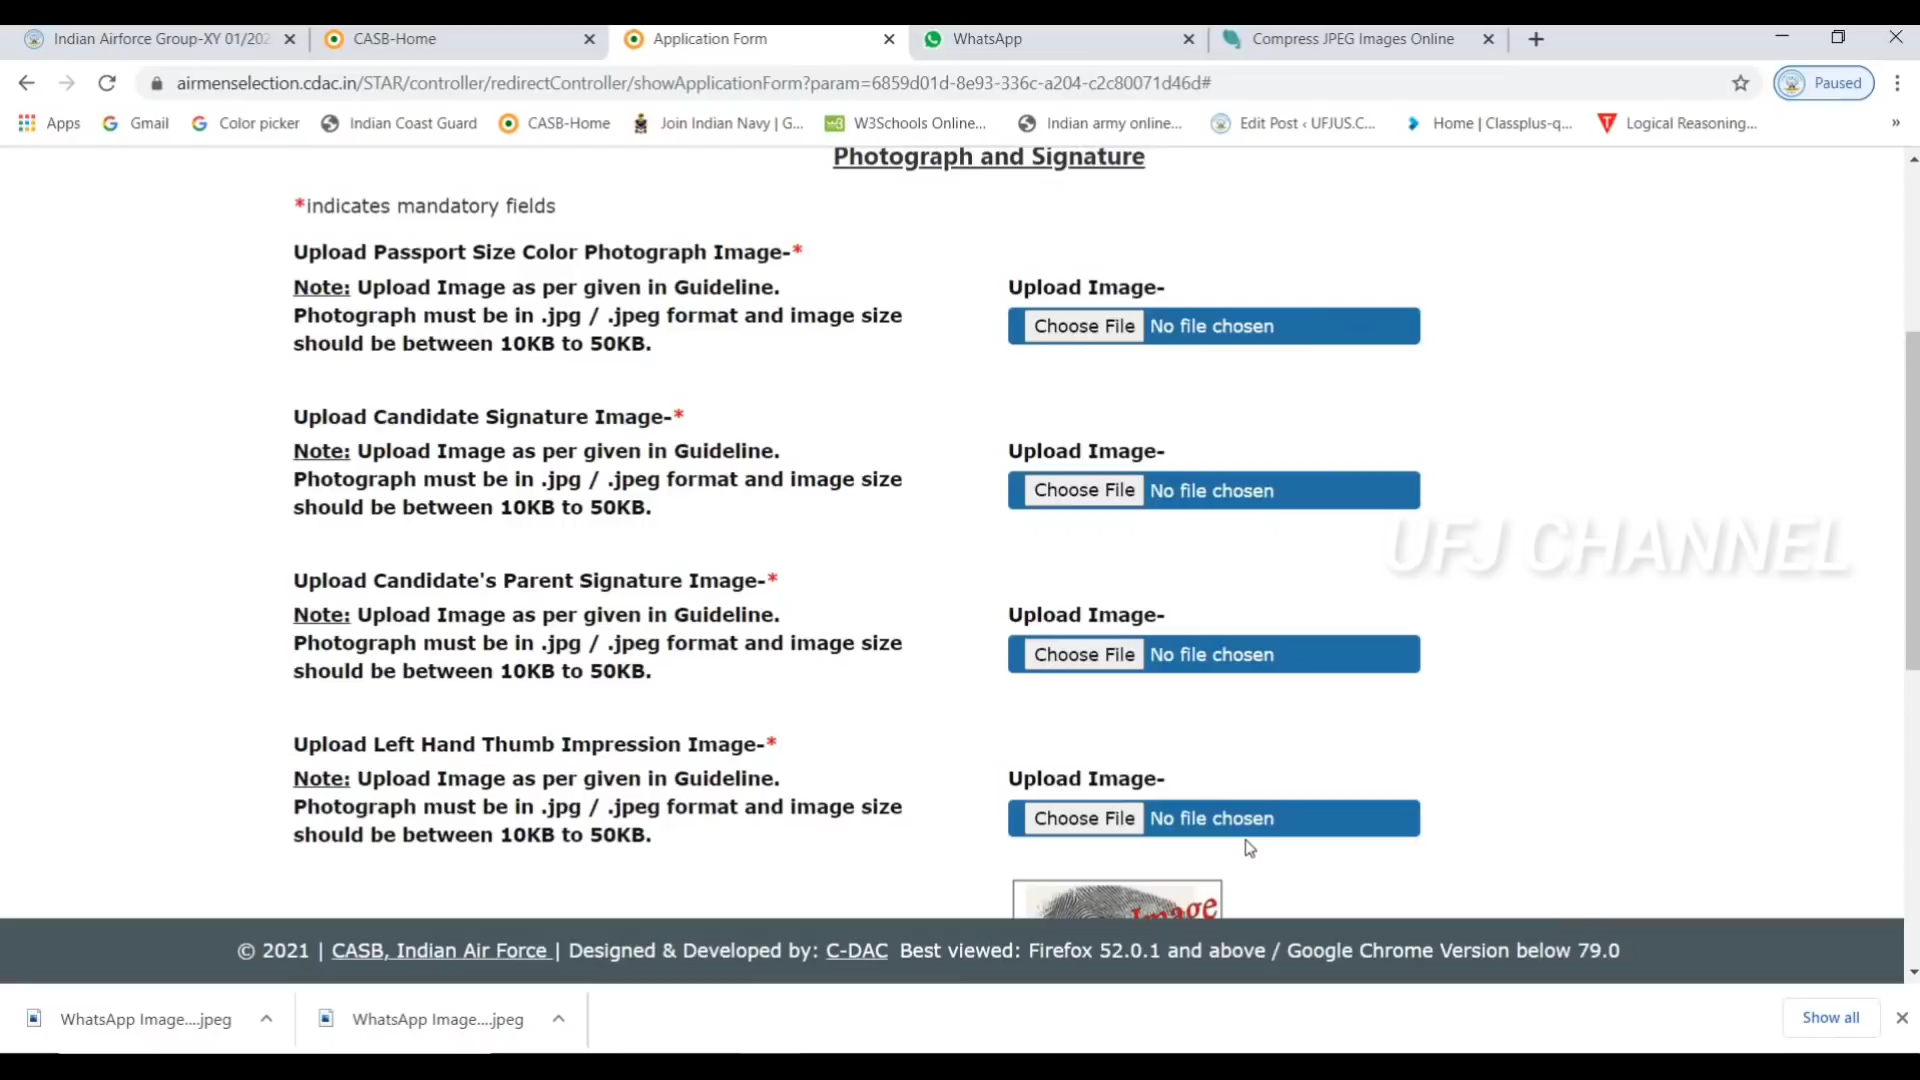 Indian Airforce Group-XY 01/202
CASB-Home
Application Form
WhatsApp
Compress JPEG Images Online
airmenselection.cdac.in/STAR/controller/redirectController/showApplicationForm?param=6859d01d-8e93-336c-a204-c2c80071d46d#
Paused
Apps
Gmail
Color picker
Indian Coast Guard
CASB-Home
Join Indian Navy | G...
W3Schools Online...
Indian army online...
Edit Post ‹ UFJUS.C...
Home | Classplus-q...
Logical Reasoning...
»
Photograph and Signature
*indicates mandatory fields
Upload Passport Size Color Photograph Image-*
Note: Upload Image as per given in Guideline.
Photograph must be in .jpg / .jpeg format and image size
should be between 10KB to 50KB.
Upload Image-
Choose File No file chosen
Upload Candidate Signature Image-*
Note: Upload Image as per given in Guideline.
Photograph must be in .jpg / .jpeg format and image size
should be between 10KB to 50KB.
Upload Image-
Choose File No file chosen
UFJ CHANNEL
Upload Candidate's Parent Signature Image-*
Note: Upload Image as per given in Guideline.
Photograph must be in .jpg / .jpeg format and image size
should be between 10KB to 50KB.
Upload Image-
Choose File No file chosen
Upload Left Hand Thumb Impression Image-*
Note: Upload Image as per given in Guideline.
Photograph must be in .jpg / .jpeg format and image size
should be between 10KB to 50KB.
Upload Image-
Choose File No file chosen
Image
© 2021 | CASB, Indian Air Force | Designed & Developed by: C-DAC Best viewed: Firefox 52.0.1 and above / Google Chrome Version below 79.0
WhatsApp Image....jpeg
WhatsApp Image....jpeg
Show all